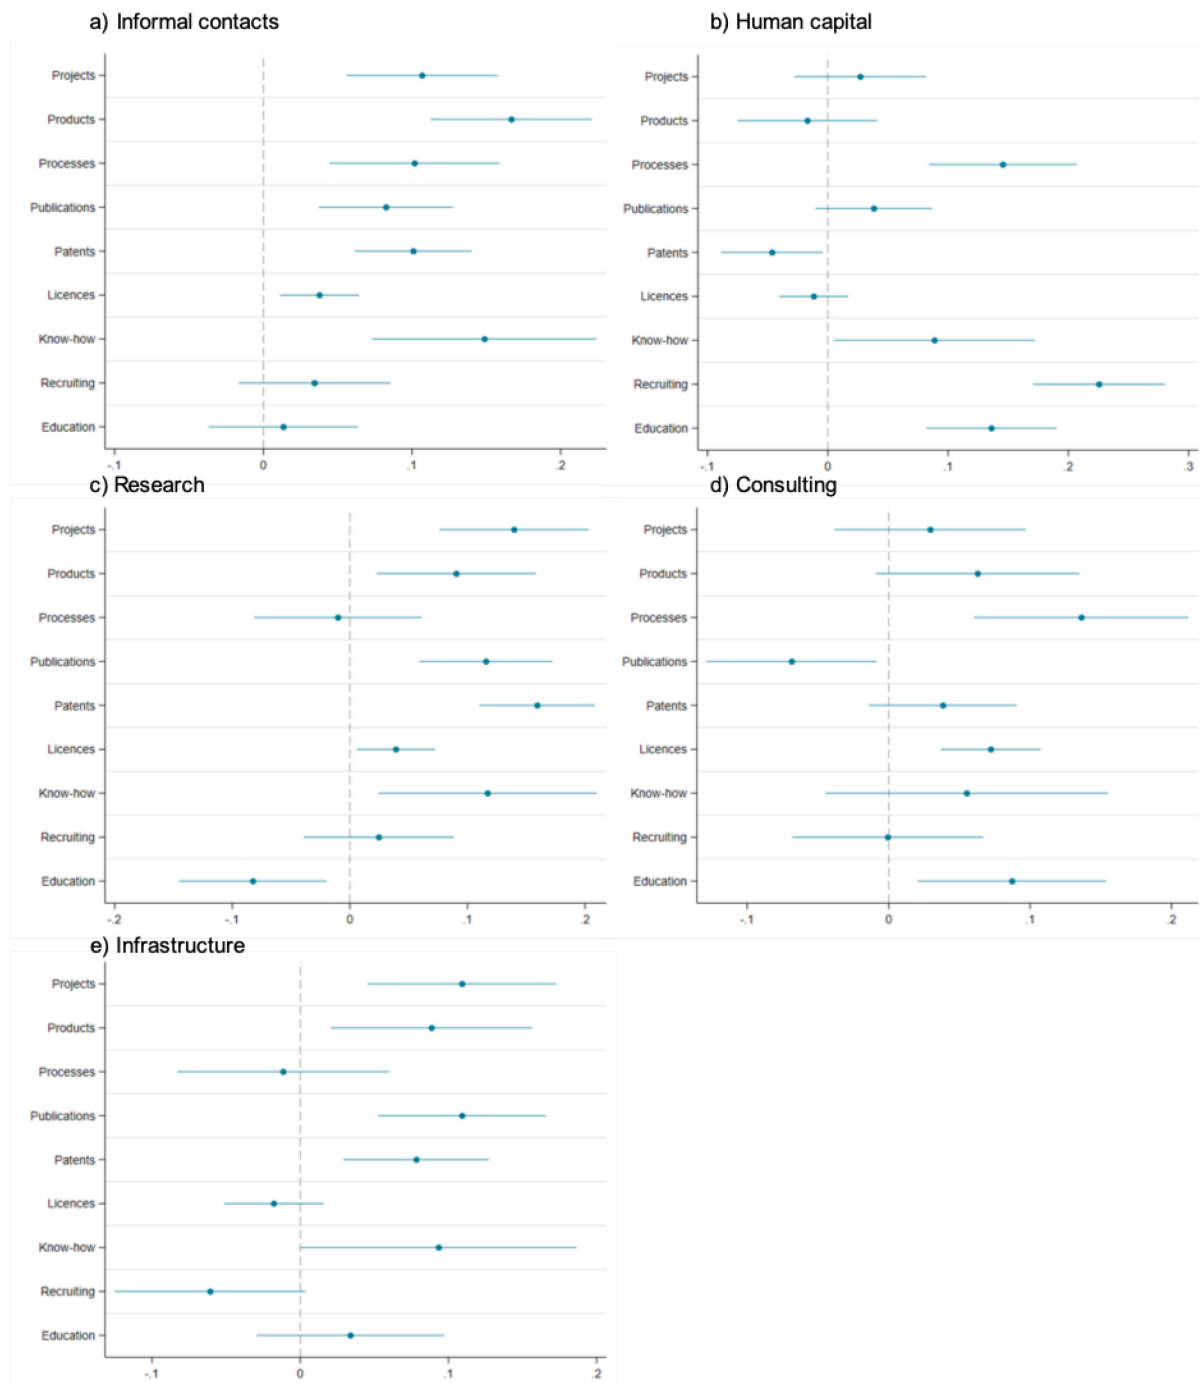 a) Informal contacts
Projects
Products
Processes
Publications
Patents
Licences
Know-how
Recruiting
Education
-.1 0 .1 .2
b) Human capital
Projects
Products
Processes
Publications
Patents
Licences
Know-how
Recruiting
Education
-.1 0 .1 .2 .3
c) Research
Projects
Products
Processes
Publications
Patents
Licences
Know-how
Recruiting
Education
-.2 -.1 0 .1 .2
d) Consulting
Projects
Products
Processes
Publications
Patents
Licences
Know-how
Recruiting
Education
-.1 0 .1 .2
e) Infrastructure
Projects
Products
Processes
Publications
Patents
Licences
Know-how
Recruiting
Education
-.1 0 .1 .2